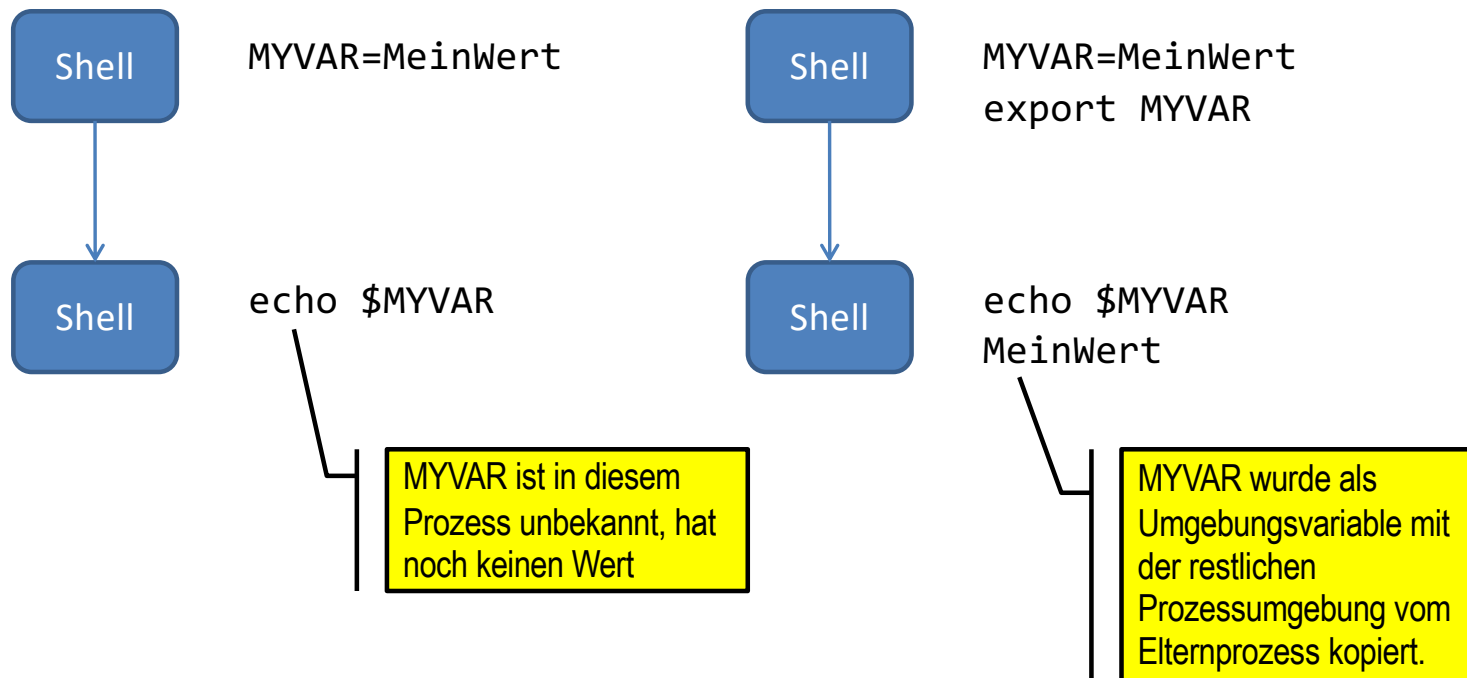 Shell
MYVAR=MeinWert
Shell
echo $MYVAR
MYVAR ist in diesem
Prozess unbekannt, hat
noch keinen Wert
Shell
MYVAR=MeinWert
export MYVAR
Shell
echo $MYVAR
MeinWert
MYVAR wurde als
Umgebungsvariable mit
der restlichen
Prozessumgebung vom
Elternprozess kopiert.